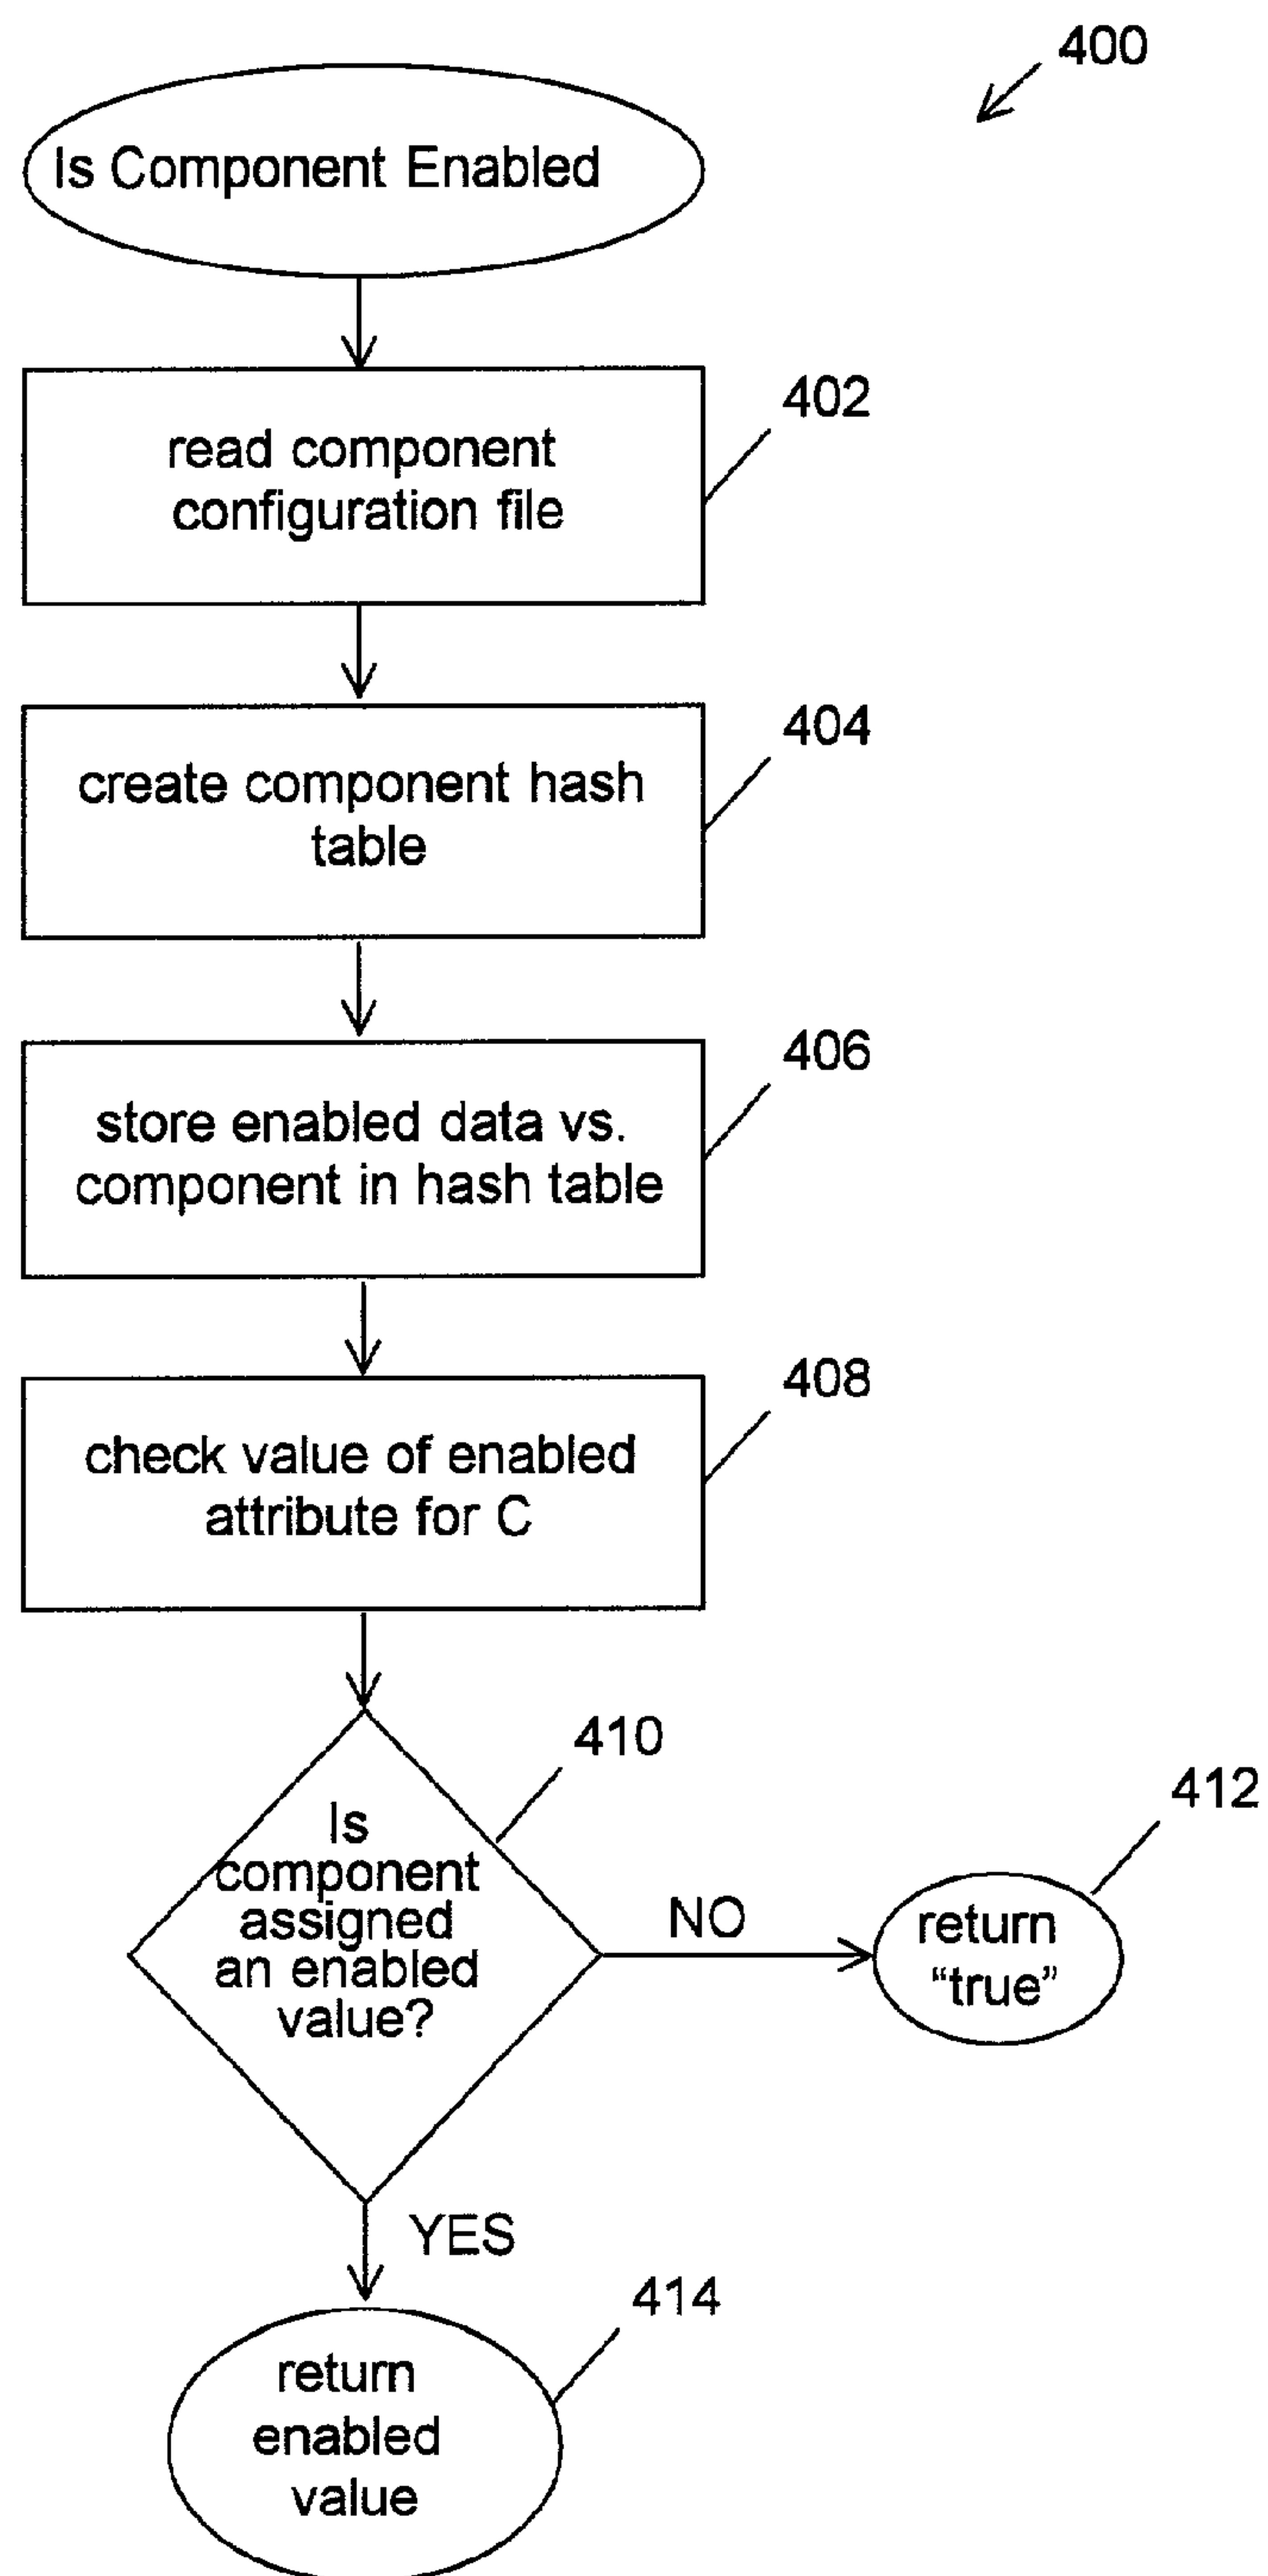 400
Is Component Enabled
402
read component
configuration file
404
create component hash
table
406
store enabled data vs.
component in hash table
408
check value of enabled
attribute for C
410
Is
component
assigned
an enabled
value?
NO
412
return
“true”
YES
414
return
enabled
value